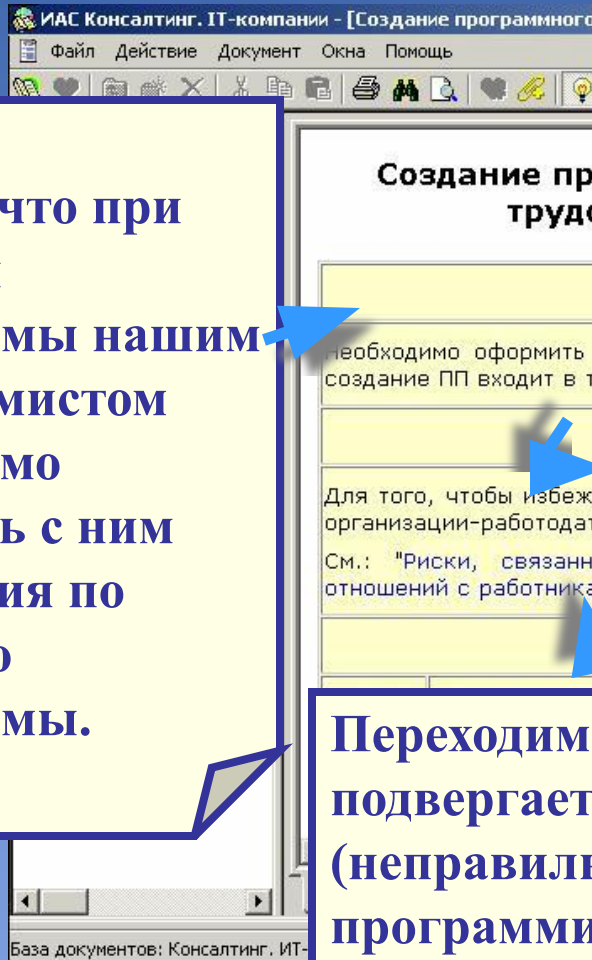 ИАС Консалтинг. IT-компании - [Создание программного
Файл Действие Документ Окна Помощь
что при
мы нашим
мистом
мо
ь с ним
ия по
о
мы.
Создание пр
труд
Необходимо оформить
создание ПП входит в т
Для того, чтобы избеж
организации-работодат
См.: "Риски, связанн
отношений с работника
Переходим
подвергает
(неправиль
программи
База документов: Консалтинг. ИТ-